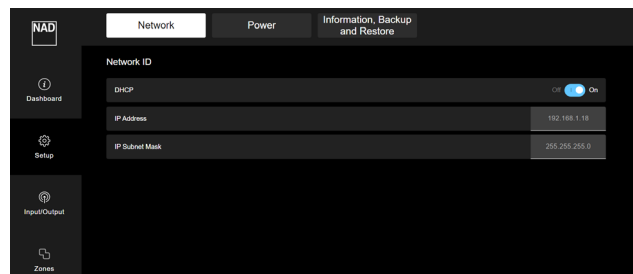 NAD
Network
Power
Information, Backup
and Restore
Network ID
Dashboard
DHCP
Off
On
IP Address
192.168.1.18
Setup
IP Subnet Mask
255.255.255.0
Input/Output
Zones